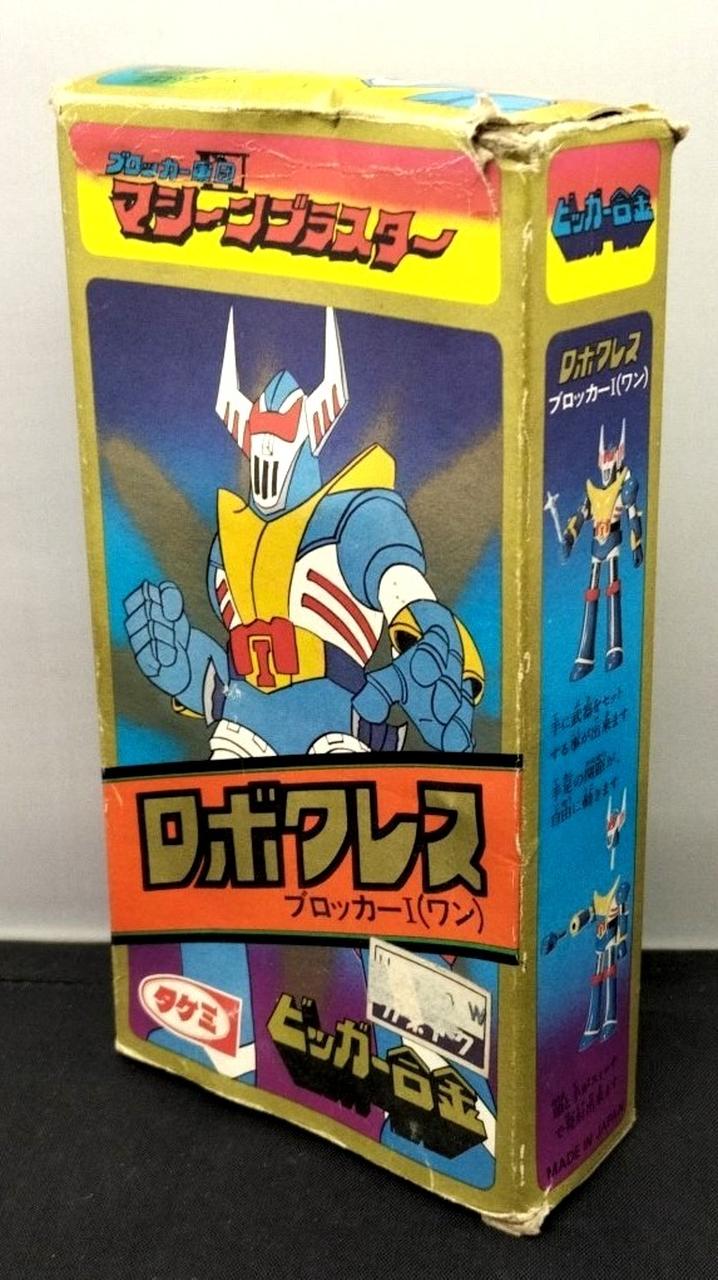 ブロッカー軍団Ⅳ
マシーンブラスター
ロボクレス
ブロッカーI(ワン)
タケミ
W
ビッガー合金
ビッガー合金
ロボクレス
ブロッカーI(ワン)
手に武器をセット
する事が出来ます
手足の関節が、
自由に動きます
MADE IN JAPAN